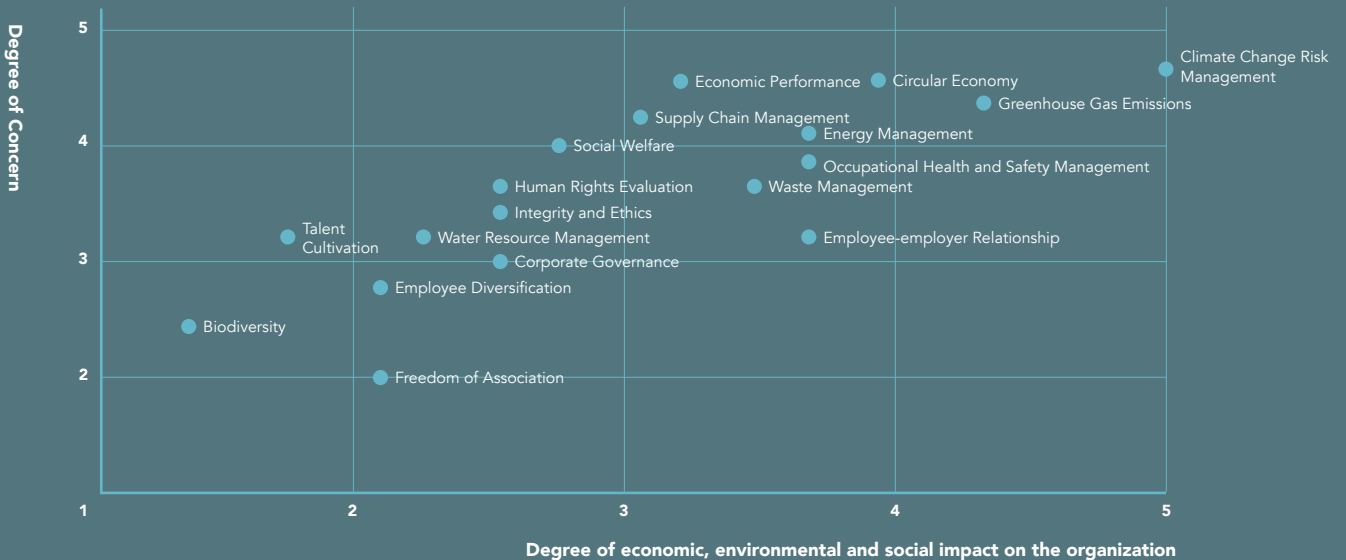 Degree of Concern
5
4
3
2
1
2
3
4
5
Climate Change Risk
Management
Economic Performance
Circular Economy
Greenhouse Gas Emissions
Supply Chain Management
Energy Management
Social Welfare
Occupational Health and Safety Management
Human Rights Evaluation
Waste Management
Integrity and Ethics
Talent
Cultivation
Water Resource Management
Employee-employer Relationship
Corporate Governance
Employee Diversification
Biodiversity
Freedom of Association
Degree of economic, environmental and social impact on the organization